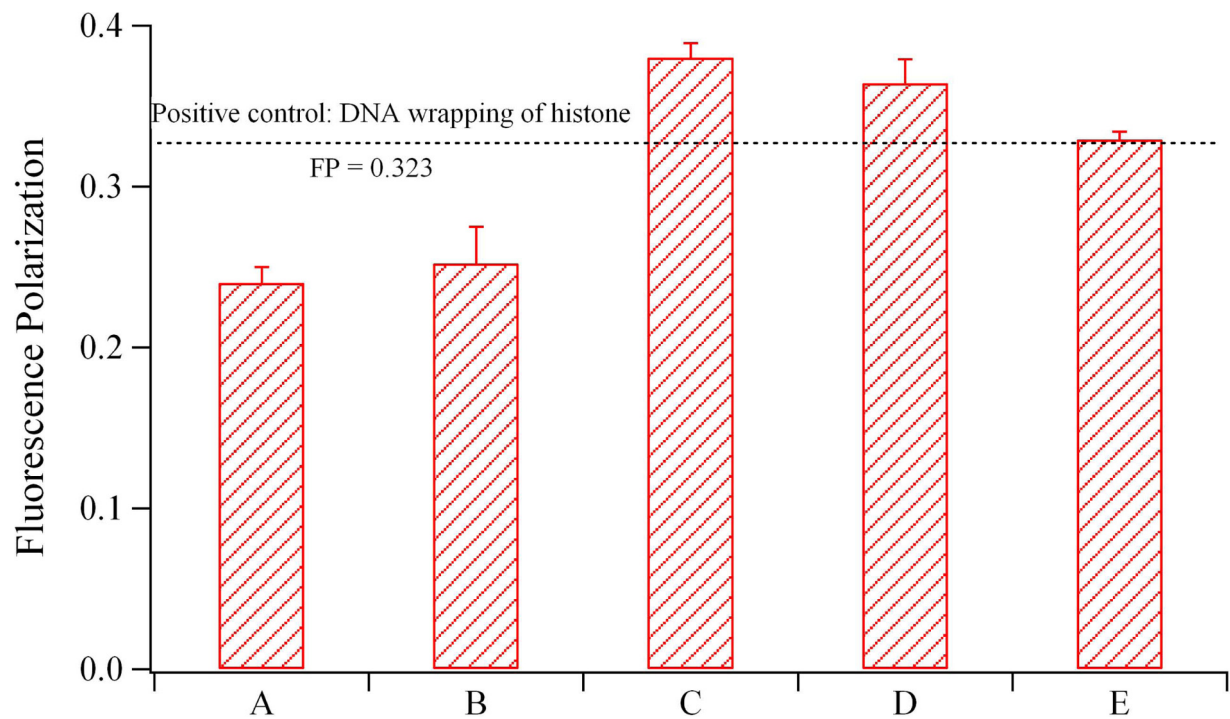 Fluorescence Polarization
0.4
0.3
0.2
0.1
0.0
Positive control: DNA wrapping of histone
FP = 0.323
A B C D E